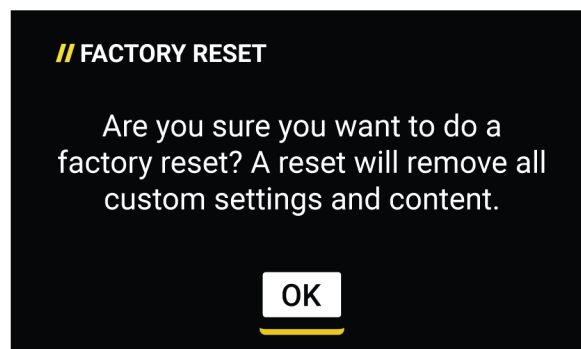 // FACTORY RESET
Are you sure you want to do a
factory reset? A reset will remove all
custom settings and content.
OK